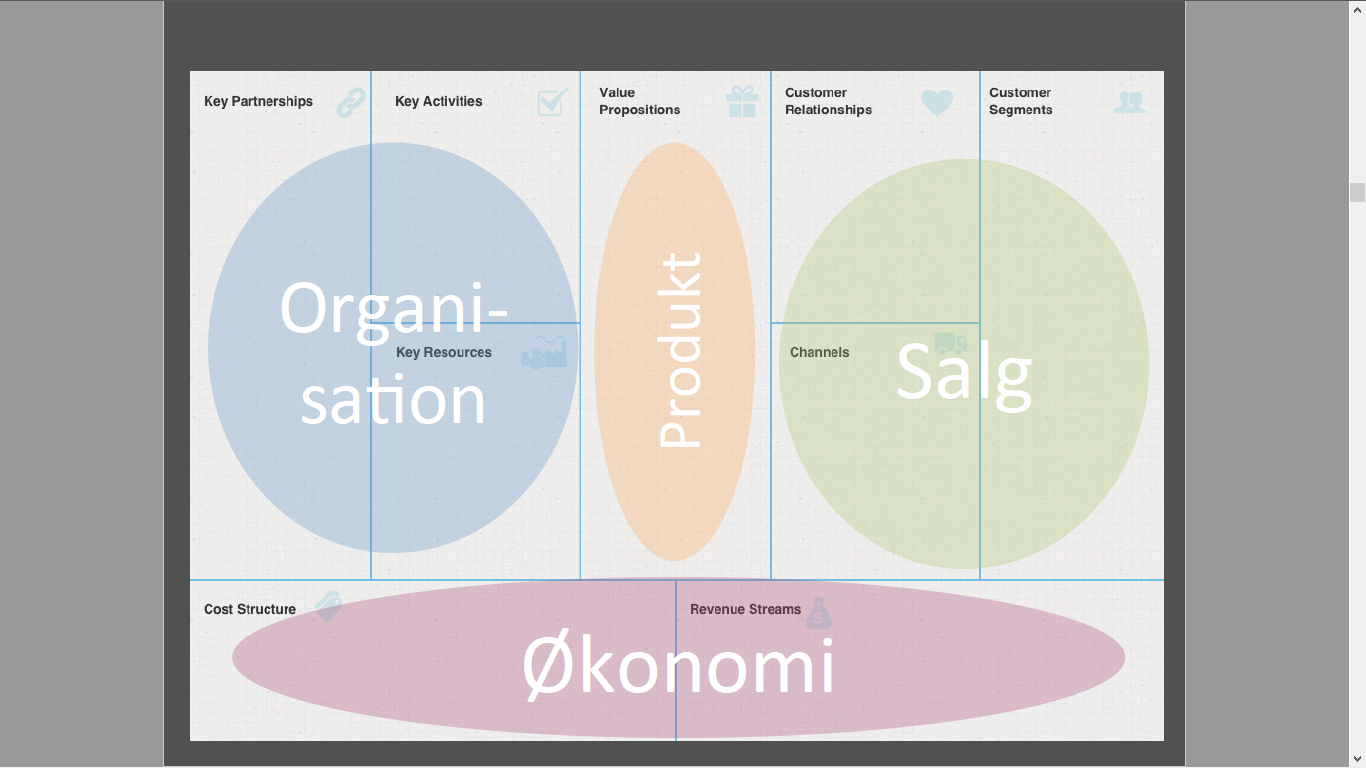 Key Partnerships
Key Activities
Value
Propositions
Customer
Relationships
Customer
Segments
Organi-
sation
Key Resources
Produkt
Channels
Salg
Cost Structure
Revenue Streams
$
Økonomi